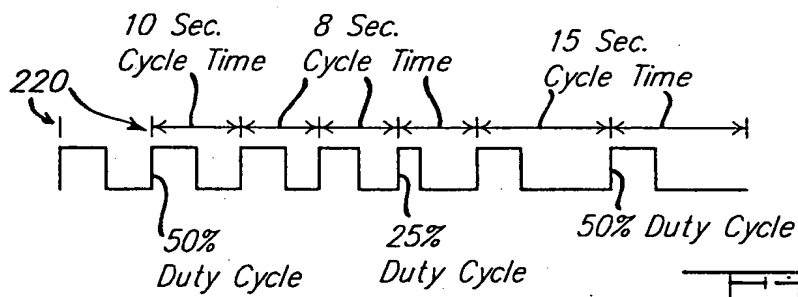 10 Sec.
Cycle Time
8 Sec.
Cycle Time
15 Sec.
Cycle Time
220
50%
Duty Cycle
25%
Duty Cycle
50% Duty Cycle